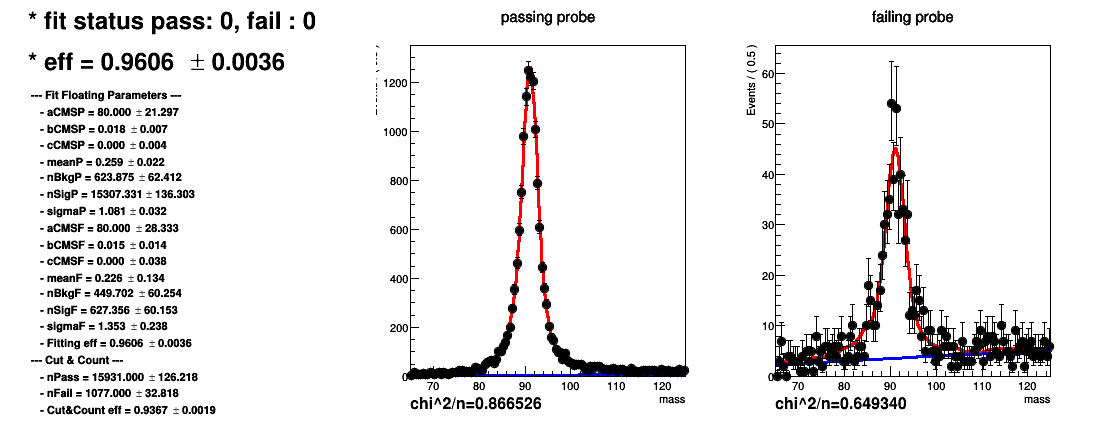 * fit status pass: 0, fail : 0
* eff = 0.9606 ± 0.0036
--- Fit Floating Parameters ---
- aCMSP = 80.000 ± 21.297
- bCMSP = 0.018 ± 0.007
- cCMSP = 0.000 ± 0.004
- meanP = 0.259 ± 0.022
- nBkgP = 623.875 ± 62.412
- nSigP = 15307.331 ± 136.303
- sigmaP = 1.081 ± 0.032
- aCMSF = 80.000 ± 28.333
- bCMSF = 0.015 ± 0.014
- cCMSF = 0.000 ± 0.038
- meanF = 0.226 ± 0.134
- nBkgF = 449.702 ± 60.254
- nSigF = 627.356 ± 60.153
- sigmaF = 1.353 ± 0.238
- Fitting eff = 0.9606 ± 0.0036
--- Cut & Count ---
- nPass = 15931.000 ± 126.218
- nFail = 1077.000 ± 32.818
- Cut&Count eff = 0.9367 ± 0.0019
passing probe
1200
1000
800
600
400
200
0
70 80 90 100 110 120
mass
chi^2/n=0.866526
failing probe
Events / ( 0.5 )
60
50
40
30
20
10
0
70 80 90 100 110 120
mass
chi^2/n=0.649340